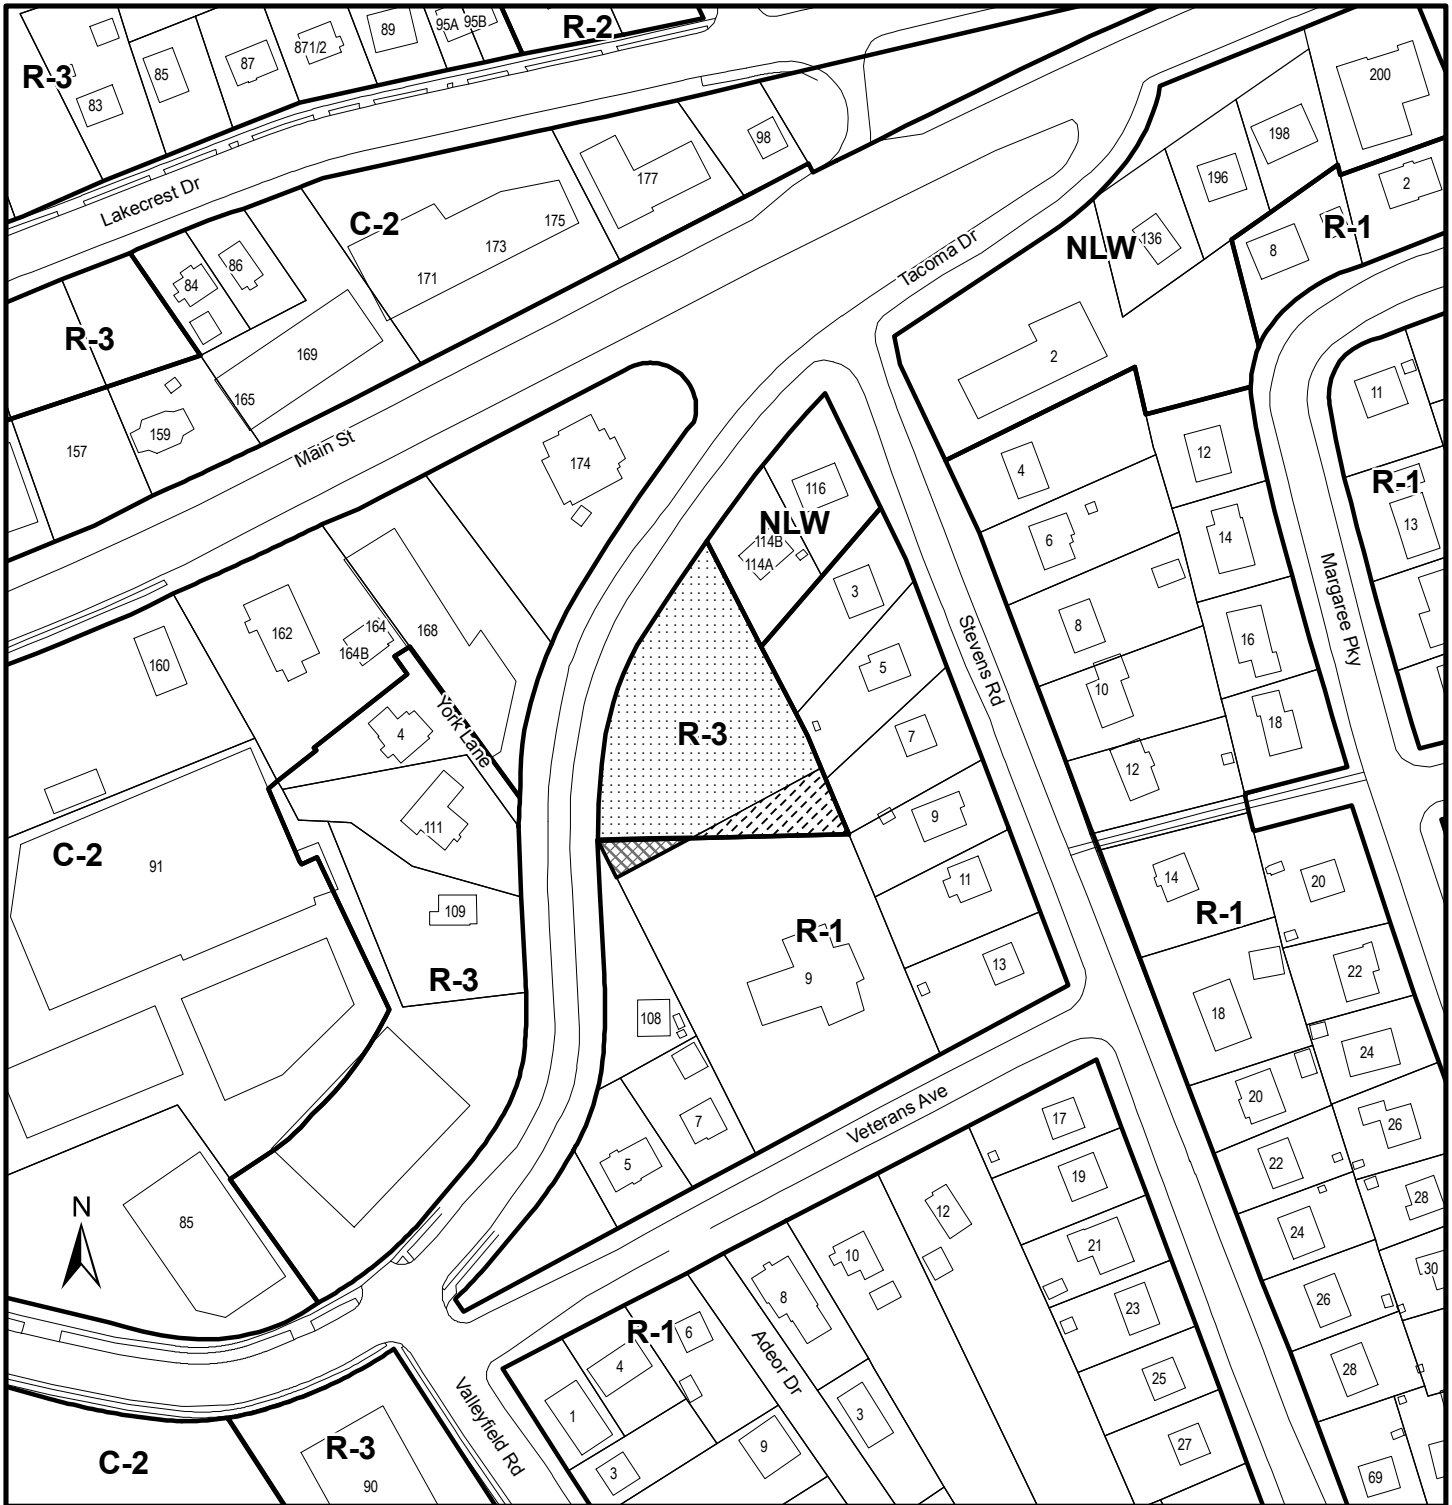 R-2
R-3
83
85
87
871/2
89
95A
95B
200
198
196
136
NLW
2
8
R-1
98
177
Lakecrest Dr
C-2
175
173
171
86
84
R-3
169
165
159
157
Main St
Tacoma Dr
2
11
R-1
13
174
116
NLW
114B
114A
4
12
6
14
3
8
16
5
Stevens Rd
Margaree Pky
10
18
7
12
162
164
164B
168
160
4
York Lane
R-3
C-2
91
111
9
109
11
R-3
R-1
9
13
14
20
R-1
22
18
24
108
20
26
7
5
Veterans Ave
17
19
22
28
N
85
12
21
24
10
30
8
23
26
R-1
6
4
Adeor Dr
25
28
Valleyfield Rd
1
3
9
27
3
R-3
C-2
90
69